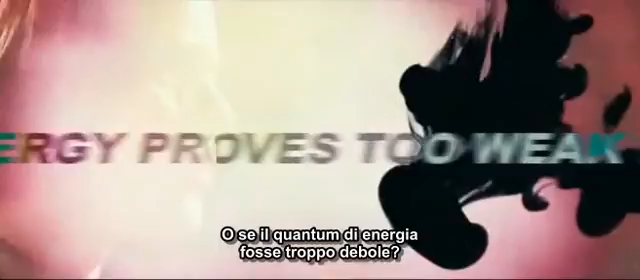 ERGY PROVES TOO WEAK
O se il quantum di energia
fosse troppo debole?